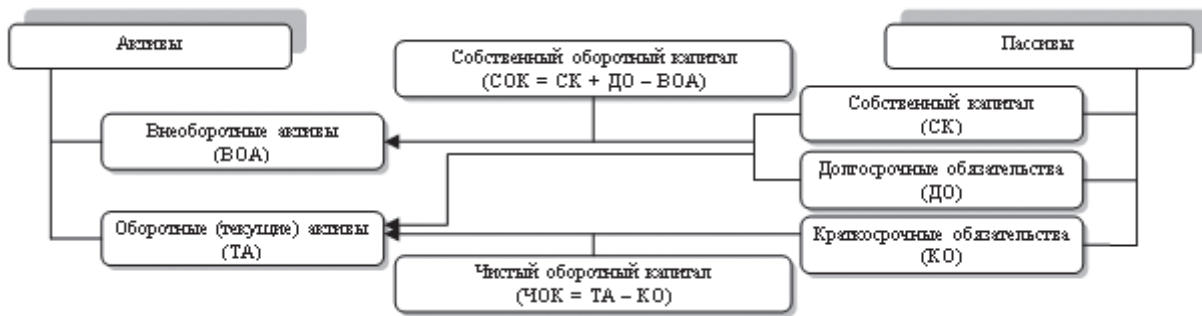 Активы
Собственный оборотный капитал
(СОК = СК + ДО – ВОА)
Пассивы
Внеоборотные активы
(ВОА)
Собственный капитал
(СК)
Долгосрочные обязательства
(ДО)
Оборотные (текущие) активы
(ТА)
Краткосрочные обязательства
(КО)
Чистый оборотный капитал
(ЧОК = ТА – КО)